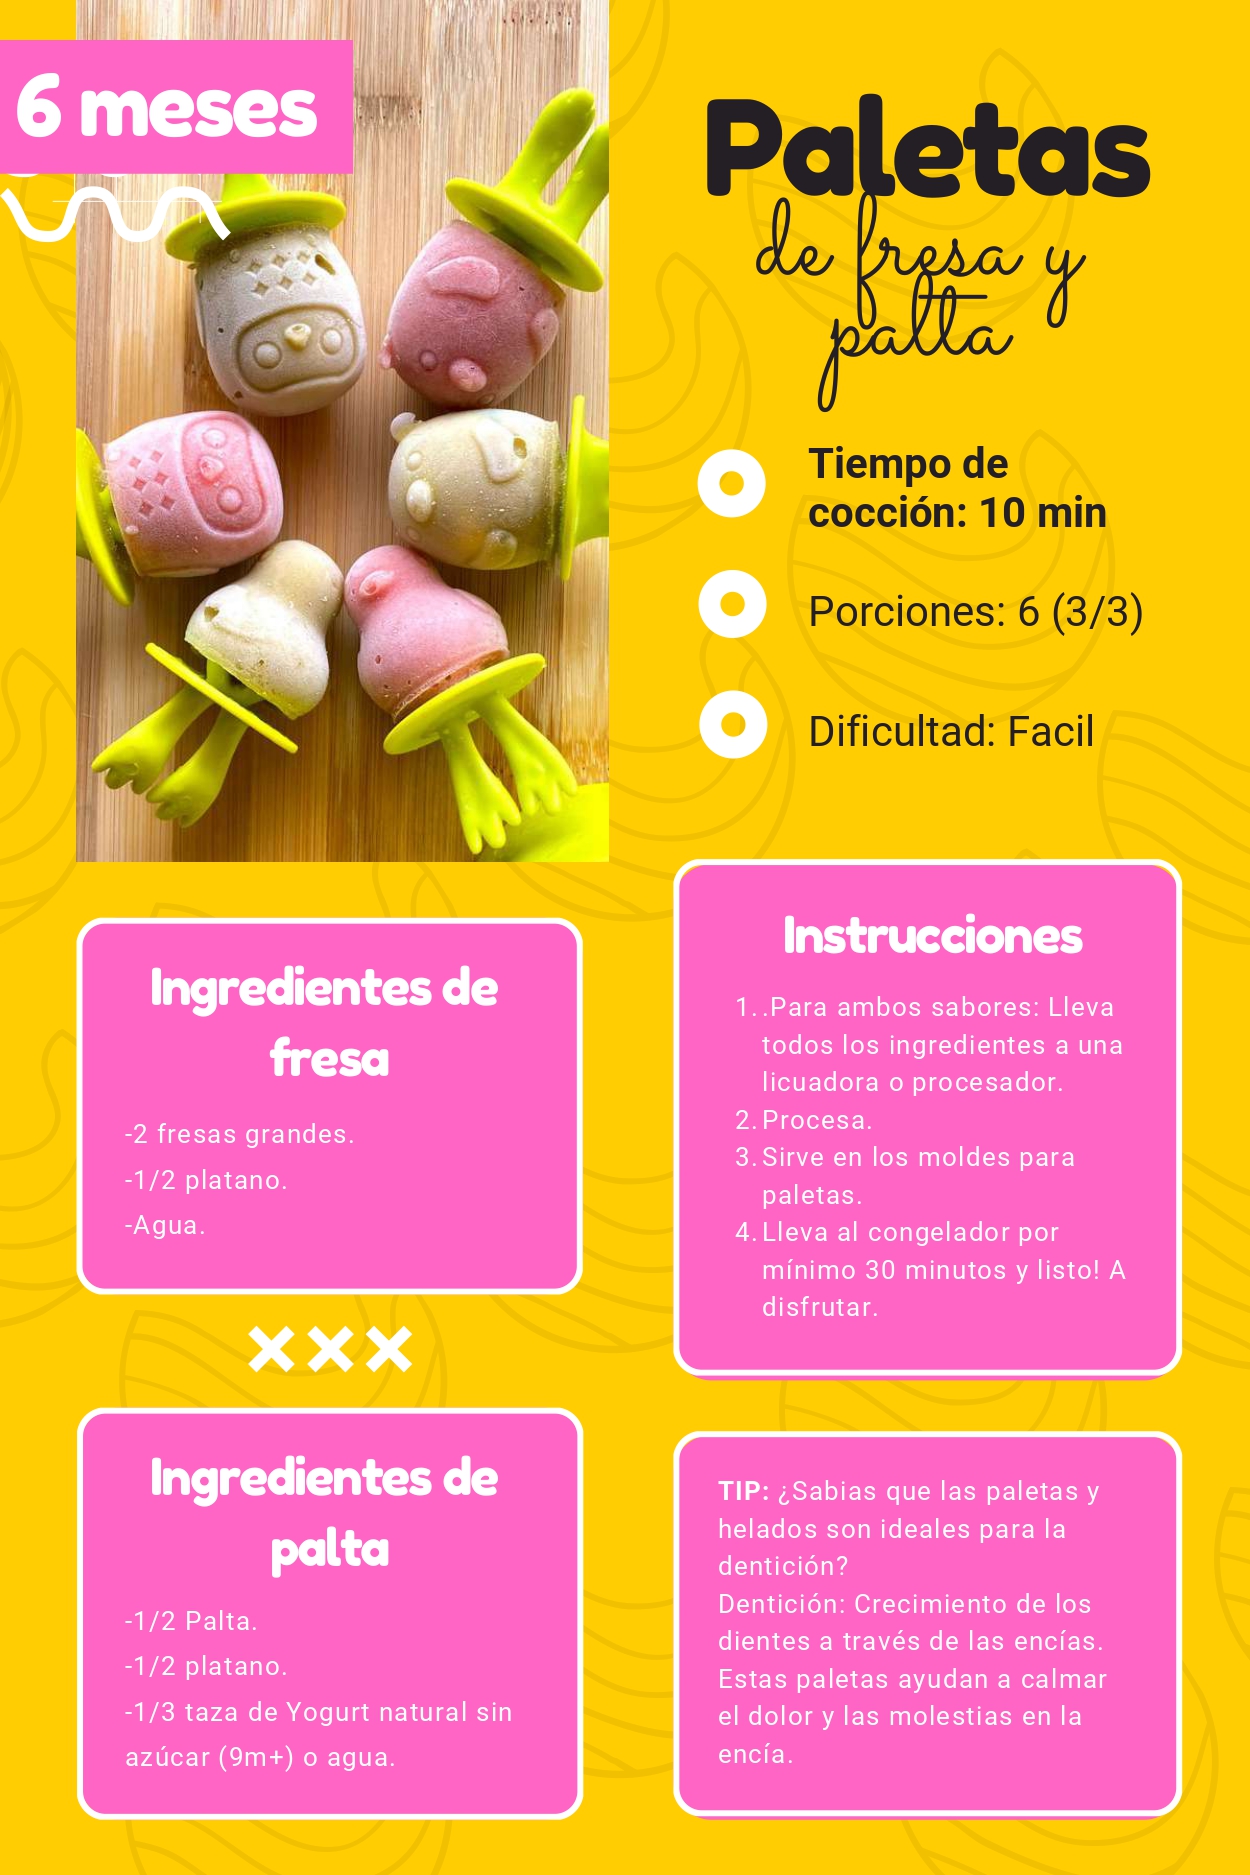 6 meses
Paletas
de fresa y
palta
Tiempo de
cocción: 10 min
Porciones: 6 (3/3)
Dificultad: Facil
Ingredientes de
fresa
-2 fresas grandes.
-1/2 platano.
-Agua.
Ingredientes de
palta
-1/2 Palta.
-1/2 platano.
-1/3 taza de Yogurt natural sin
azúcar (9m+) o agua.
Instrucciones
1. .Para ambos sabores: Lleva
todos los ingredientes a una
licuadora o procesador.
2. Procesa.
3. Sirve en los moldes para
paletas.
4. Lleva al congelador por
mínimo 30 minutos y listo! A
disfrutar.
TIP: ¿Sabias que las paletas y
helados son ideales para la
dentición?
Dentición: Crecimiento de los
dientes a través de las encías.
Estas paletas ayudan a calmar
el dolor y las molestias en la
encía.